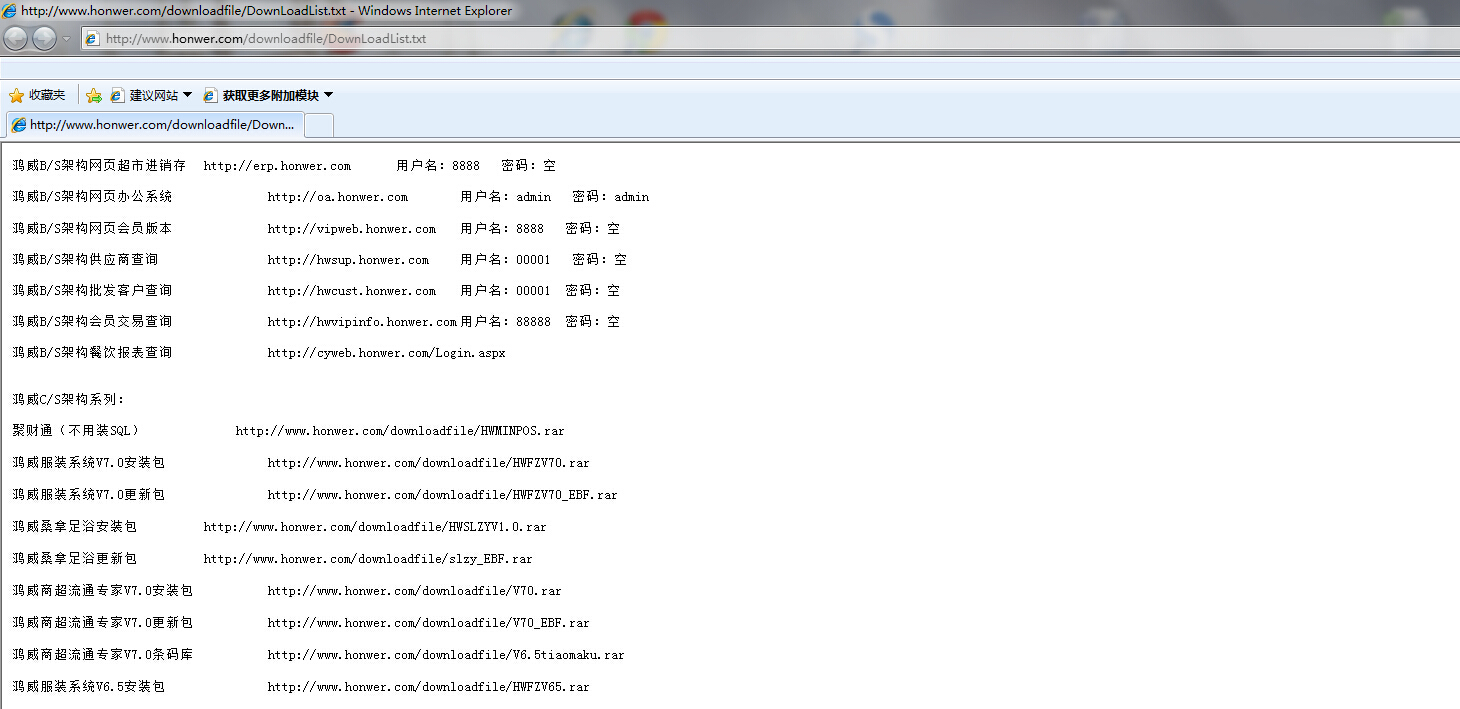 http://www.honwer.com/downloadfile/DownLoadList.txt - Windows Internet Explorer
http://www.honwer.com/downloadfile/DownLoadList.txt
收藏夹 建议网站 获取更多附加模块
http://www.honwer.com/downloadfile/Down...
鸿威B/S架构网页超市进销存 http://erp.honwer.com 用户名：8888 密码：空
鸿威B/S架构网页办公系统 http://oa.honwer.com 用户名：admin 密码：admin
鸿威B/S架构网页会员版本 http://vipweb.honwer.com 用户名：8888 密码：空
鸿威B/S架构供应商查询 http://hwsup.honwer.com 用户名：00001 密码：空
鸿威B/S架构批发客户查询 http://hwcust.honwer.com 用户名：00001 密码：空
鸿威B/S架构会员交易查询 http://hwvipinfo.honwer.com 用户名：88888 密码：空
鸿威B/S架构餐饮报表查询 http://cyweb.honwer.com/Login.aspx
鸿威C/S架构系列：
聚财通（不用装SQL） http://www.honwer.com/downloadfile/HWMINPOS.rar
鸿威服装系统V7.0安装包 http://www.honwer.com/downloadfile/HWFZV70.rar
鸿威服装系统V7.0更新包 http://www.honwer.com/downloadfile/HWFZV70_EBF.rar
鸿威桑拿足浴安装包 http://www.honwer.com/downloadfile/HWSLZYV1.0.rar
鸿威桑拿足浴更新包 http://www.honwer.com/downloadfile/slzy_EBF.rar
鸿威商超流通专家V7.0安装包 http://www.honwer.com/downloadfile/V70.rar
鸿威商超流通专家V7.0更新包 http://www.honwer.com/downloadfile/V70_EBF.rar
鸿威商超流通专家V7.0条码库 http://www.honwer.com/downloadfile/V6.5tiaomaku.rar
鸿威服装系统V6.5安装包 http://www.honwer.com/downloadfile/HWFZV65.rar